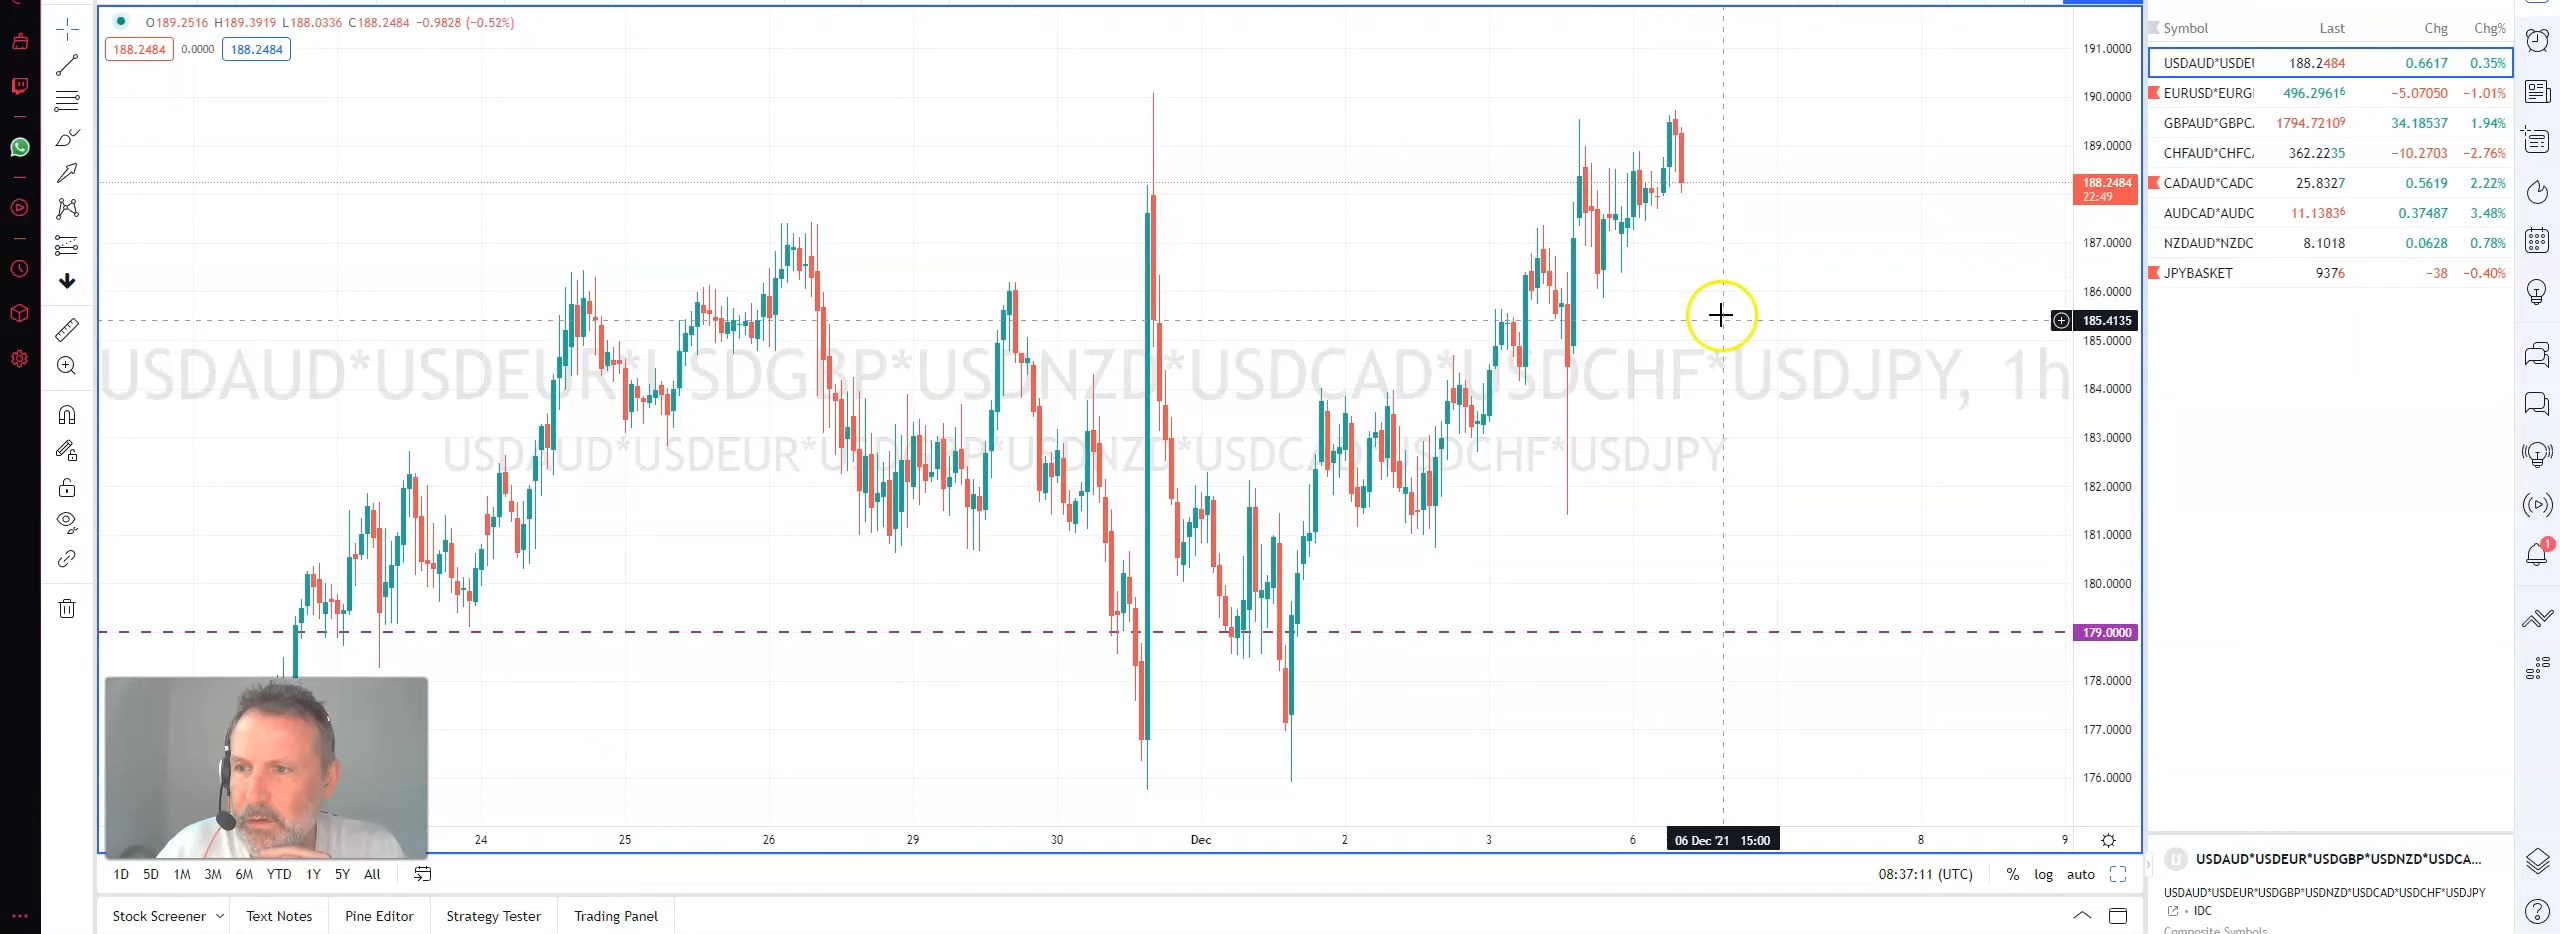 O189.2516 H189.3919 L188.0336 C188.2484 −0.9828 (−0.52%)
188.2484 0.0000 188.2484
USDAUD*USDEUR*USDGBP*USDNZD*USDCAD*USDCHF*USDJPY, 1h
USDAUD*USDEUR*USDGBP*USDNZD*USDCAD*USDCHF*USDJPY
191.0000
190.0000
189.0000
188.2484
22:49
187.0000
186.0000
185.4135
185.0000
184.0000
183.0000
182.0000
181.0000
180.0000
179.0000
178.0000
177.0000
176.0000
24 25 26 29 30 Dec 2 3 6 06 Dec '21 15:00 8 9
1D 5D 1M 3M 6M YTD 1Y 5Y All 08:37:11 (UTC) % log auto
Stock Screener Text Notes Pine Editor Strategy Tester Trading Panel
Symbol Last Chg Chg%
USDAUD*USDEU 188.2484 0.6617 0.35%
EURUSD*EURGI 496.2961⁶ −5.07050 −1.01%
GBPAUD*GBPC 1794.7210⁹ 34.18537 1.94%
CHFAUD*CHFC 362.2235 −10.2703 −2.76%
CADAUD*CADC 25.8327 0.5619 2.22%
AUDCAD*AUDC 11.1383⁶ 0.37487 3.48%
NZDAUD*NZDC 8.1018 0.0628 0.78%
JPYBASKET 9376 −38 −0.40%
1
U USDAUD*USDEUR*USDGBP*USDNZD*USDCA...
USDAUD*USDEUR*USDGBP*USDNZD*USDCAD*USDCHF*USDJPY
IDC
Composite Symbols